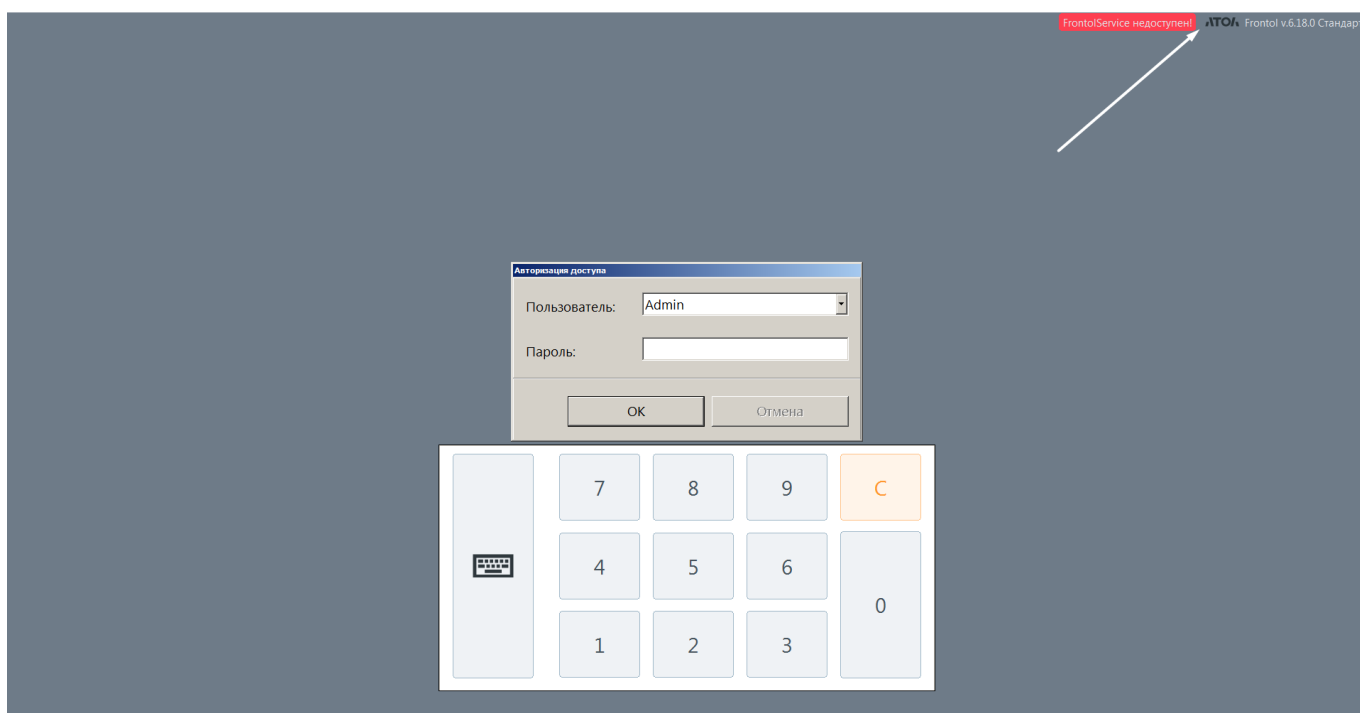 FrontolService недоступен! АТОЛ Frontol v.6.18.0 Стандарт
Авторизация доступа
Пользователь: Admin
Пароль:
OK Отмена
7 8 9 C
4 5 6
0
1 2 3